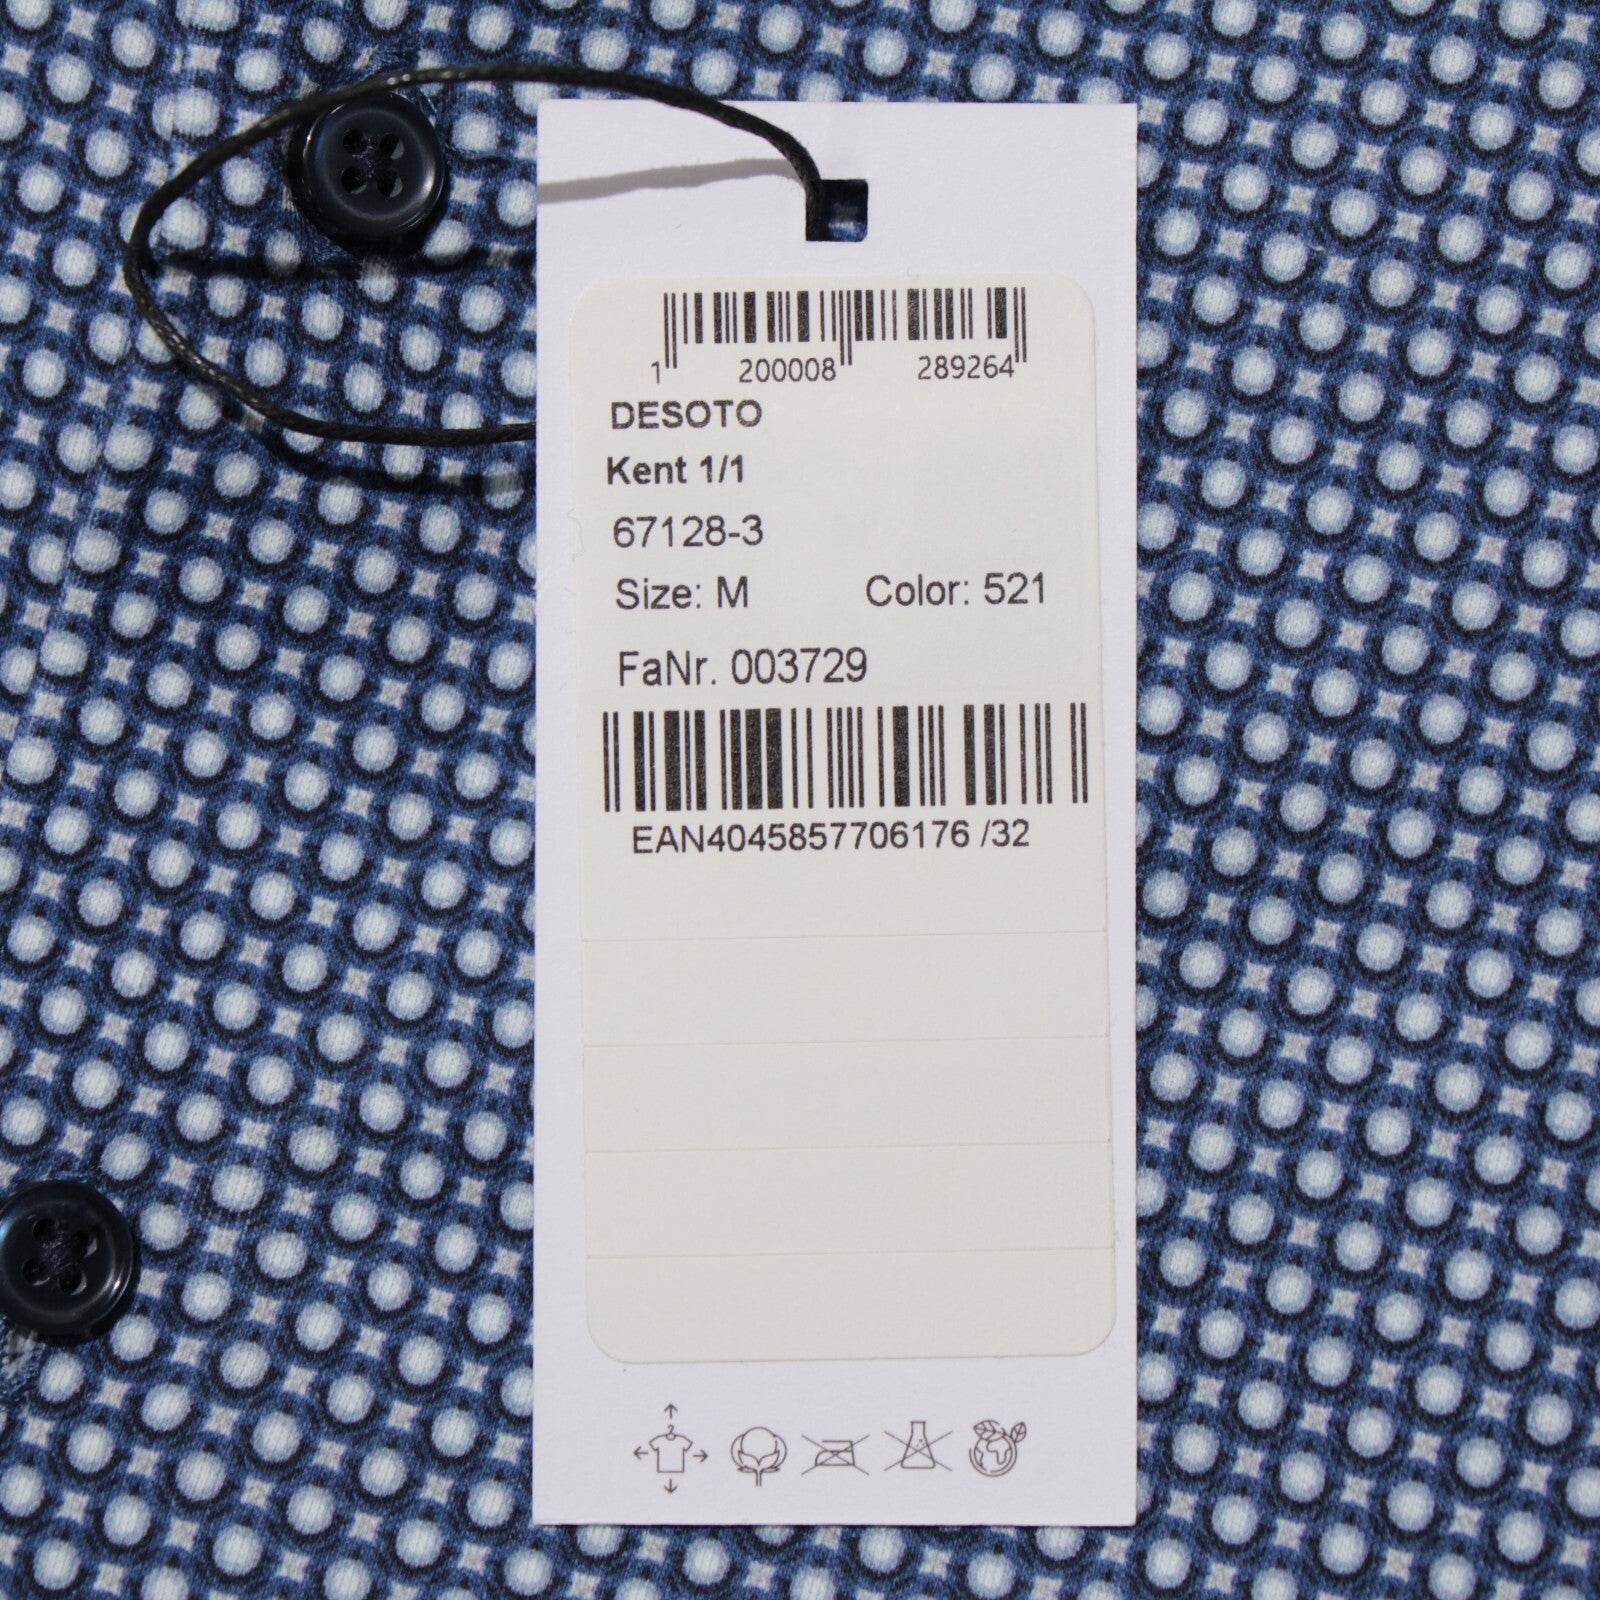 1 200008 289264
DESOTO
Kent 1/1
67128-3
Size: M Color: 521
FaNr. 003729
EAN4045857706176 /32